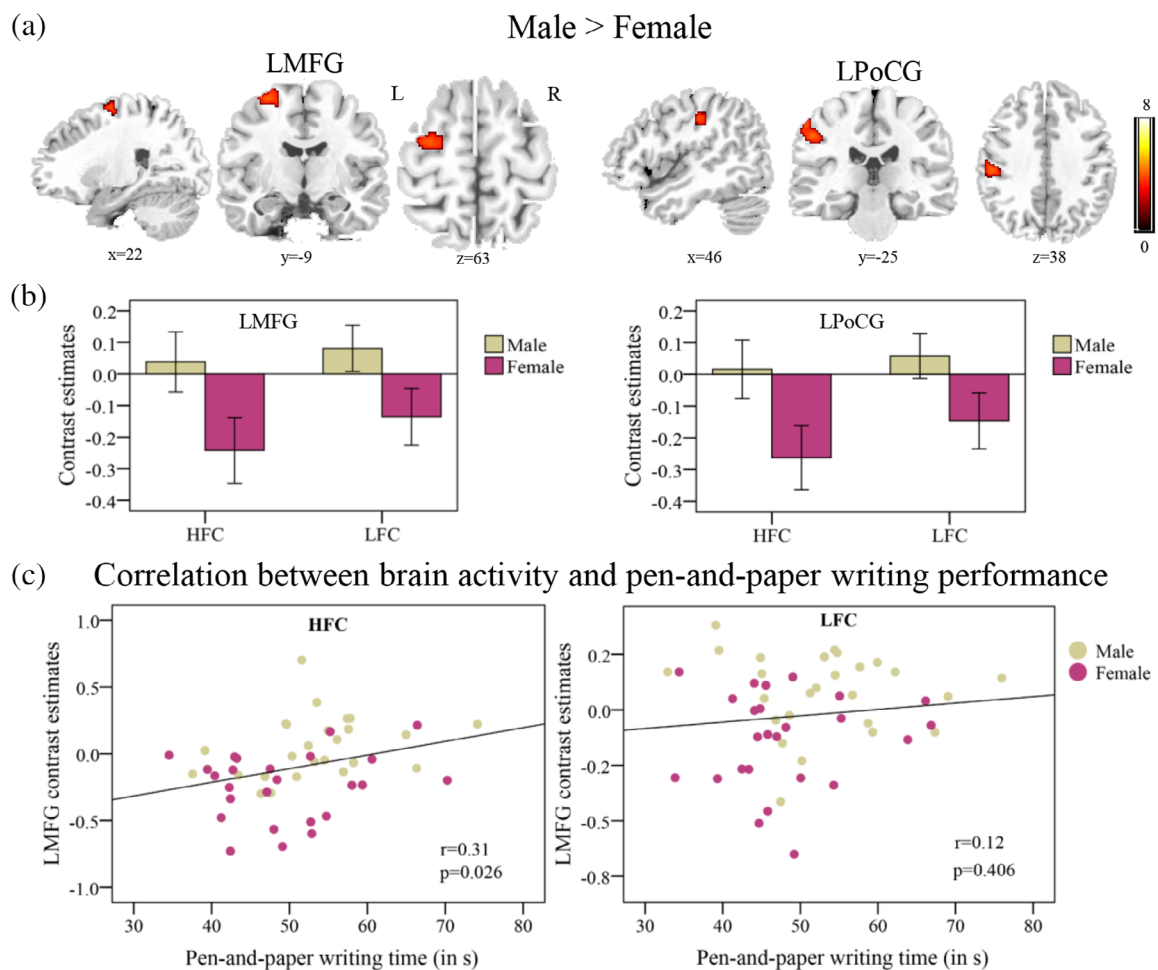 (a) Male > Female
LMFG
L R
x=22 y=-9 z=63
LPoCG
x=46 y=-25 z=38
8
0
(b)
Contrast estimates
0.2
0.1
0.0
-0.1
-0.2
-0.3
-0.4
LMFG
HFC LFC
Male
Female
Contrast estimates
0.2
0.1
0.0
-0.1
-0.2
-0.3
-0.4
LPoCG
HFC LFC
Male
Female
(c) Correlation between brain activity and pen-and-paper writing performance
LMFG contrast estimates
1.0
0.5
0.0
-0.5
-1.0
HFC
r=0.31
p=0.026
30 40 50 60 70 80
Pen-and-paper writing time (in s)
LMFG contrast estimates
0.2
0.0
-0.2
-0.5
-0.8
LFC
r=0.12
p=0.406
30 40 50 60 70 80
Pen-and-paper writing time (in s)
Male
Female